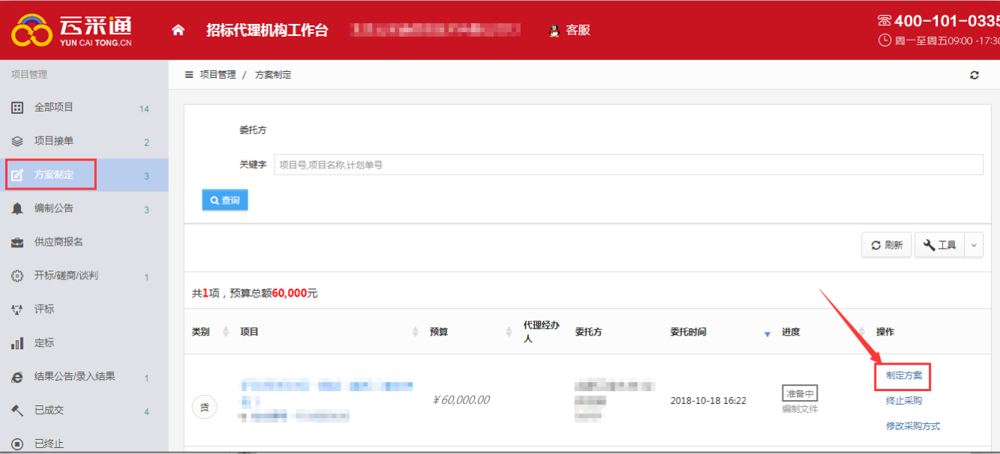 云采通
YUN CAI TONG.CN
招标代理机构工作台
客服
400-101-0335
周一至周五09:00 -17:30
项目管理
全部项目 14
项目接单 2
方案制定 3
编制公告 3
供应商报名
开标/磋商/谈判 1
评标
定标
结果公告/录入结果 1
已成交 4
已终止
项目管理 / 方案制定
委托方
关键字 项目号,项目名称,计划单号
查询
刷新 工具
共1项，预算总额60,000元
类别 项目 预算 代理经办人 委托方 委托时间 进度 操作
货 ￥60,000.00 2018-10-18 16:22
准备中
编制文件
制定方案
终止采购
修改采购方式